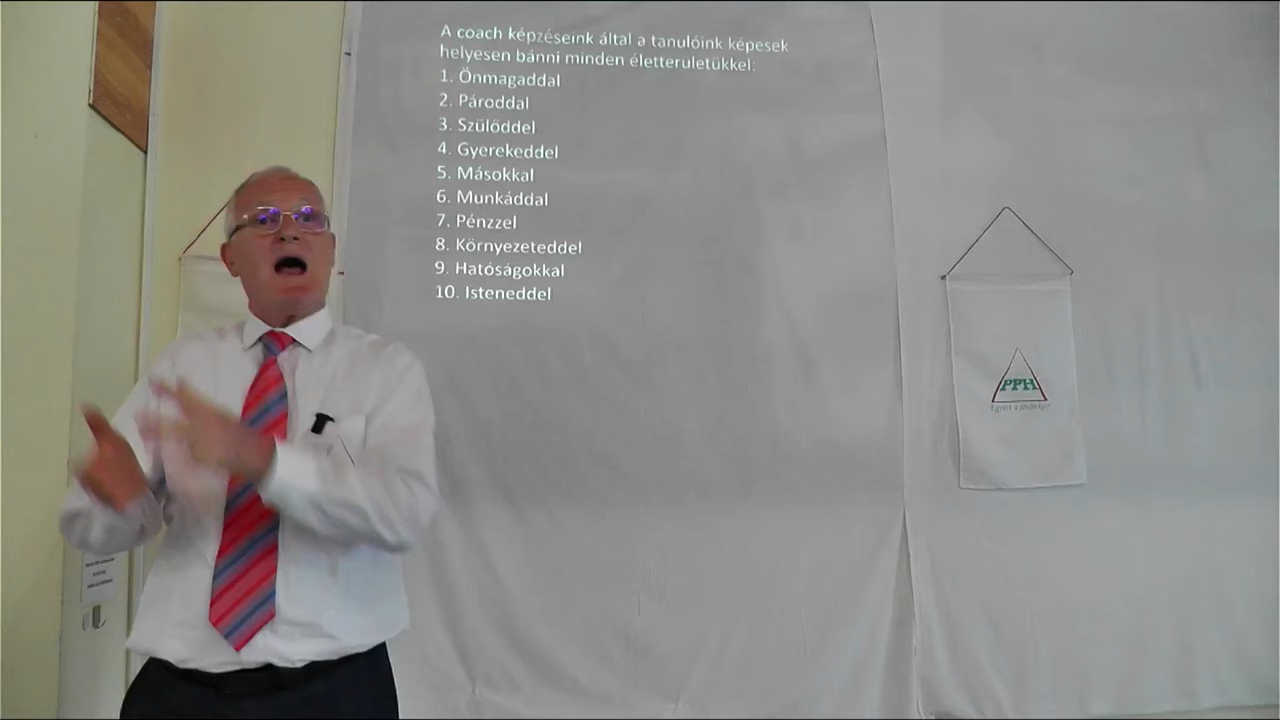 A coach képzéseink által a tanulóink képesek
helyesen bánni minden életterületükkel:
1. Önmagaddal
2. Pároddal
3. Szülőddel
4. Gyerekeddel
5. Másokkal
6. Munkáddal
7. Pénzzel
8. Környezeteddel
9. Hatóságokkal
10. Isteneddel
PPH